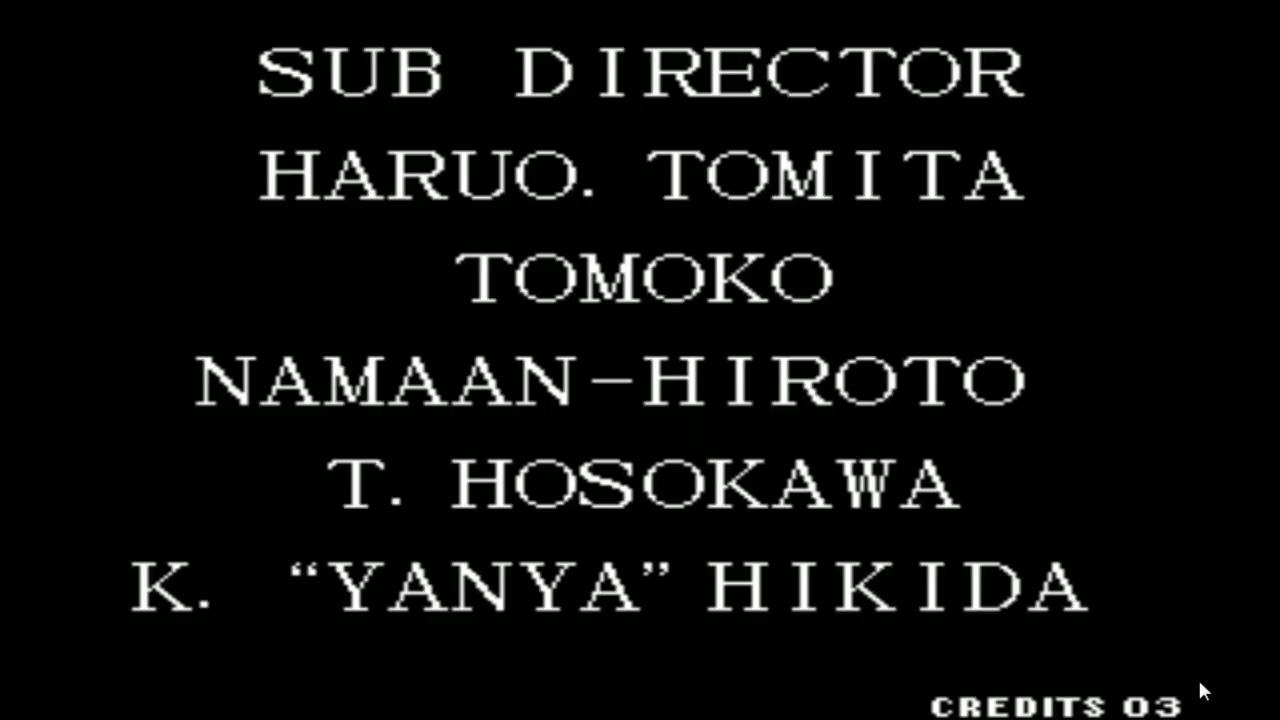 SUB DIRECTOR
HARUO. TOMITA
TOMOKO
NAMAAN-HIROTO
T. HOSOKAWA
K. “YANYA” HIKIDA
CREDITS 03